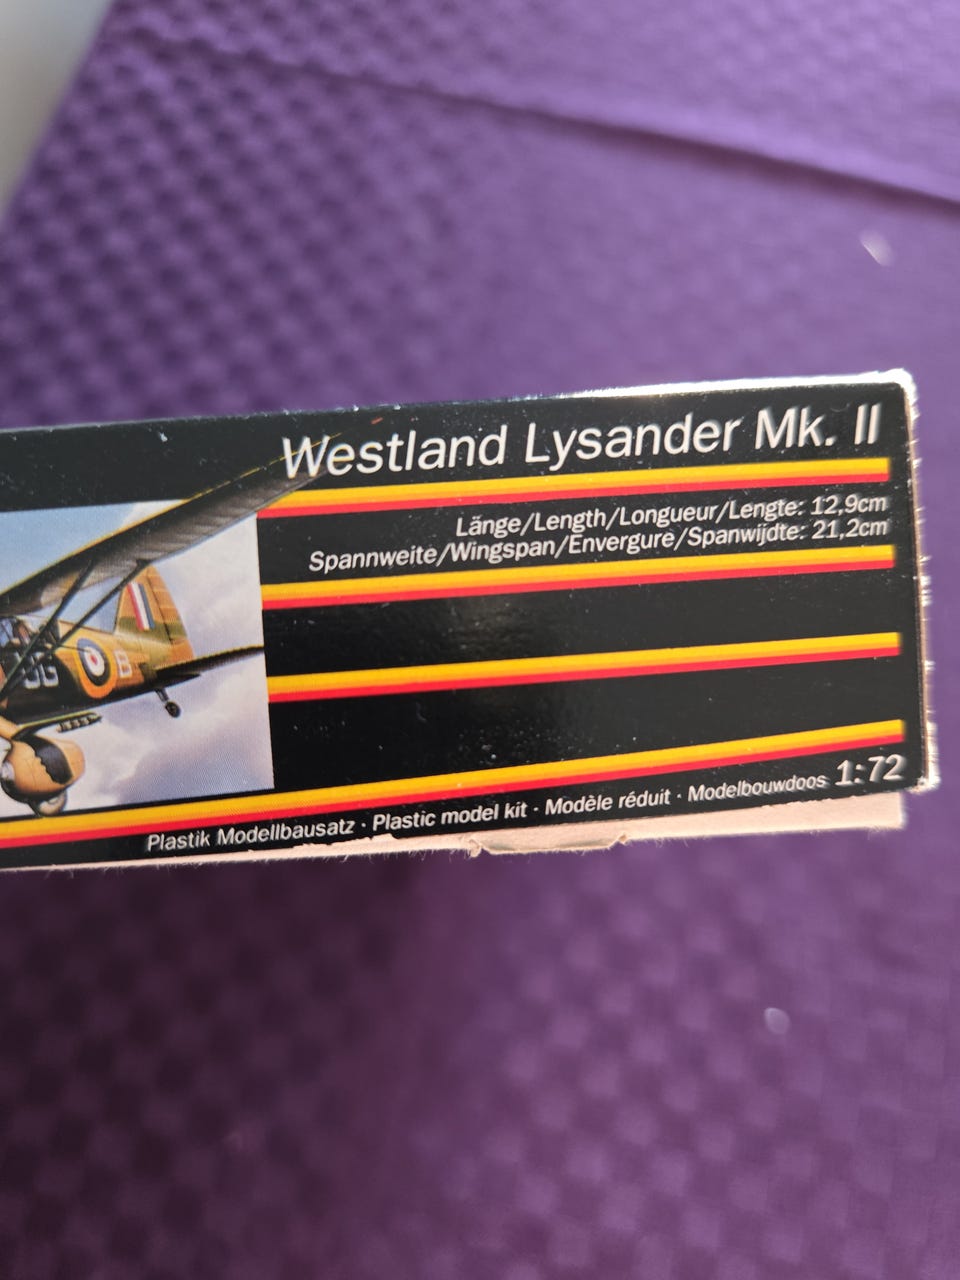 Westland Lysander Mk. II
Länge/Length/Longueur/Lengte: 12,9cm
Spannweite/Wingspan/Envergure/Spanwijdte: 21,2cm
B
Plastik Modellbausatz · Plastic model kit · Modèle réduit · Modelbouwdoos 1:72